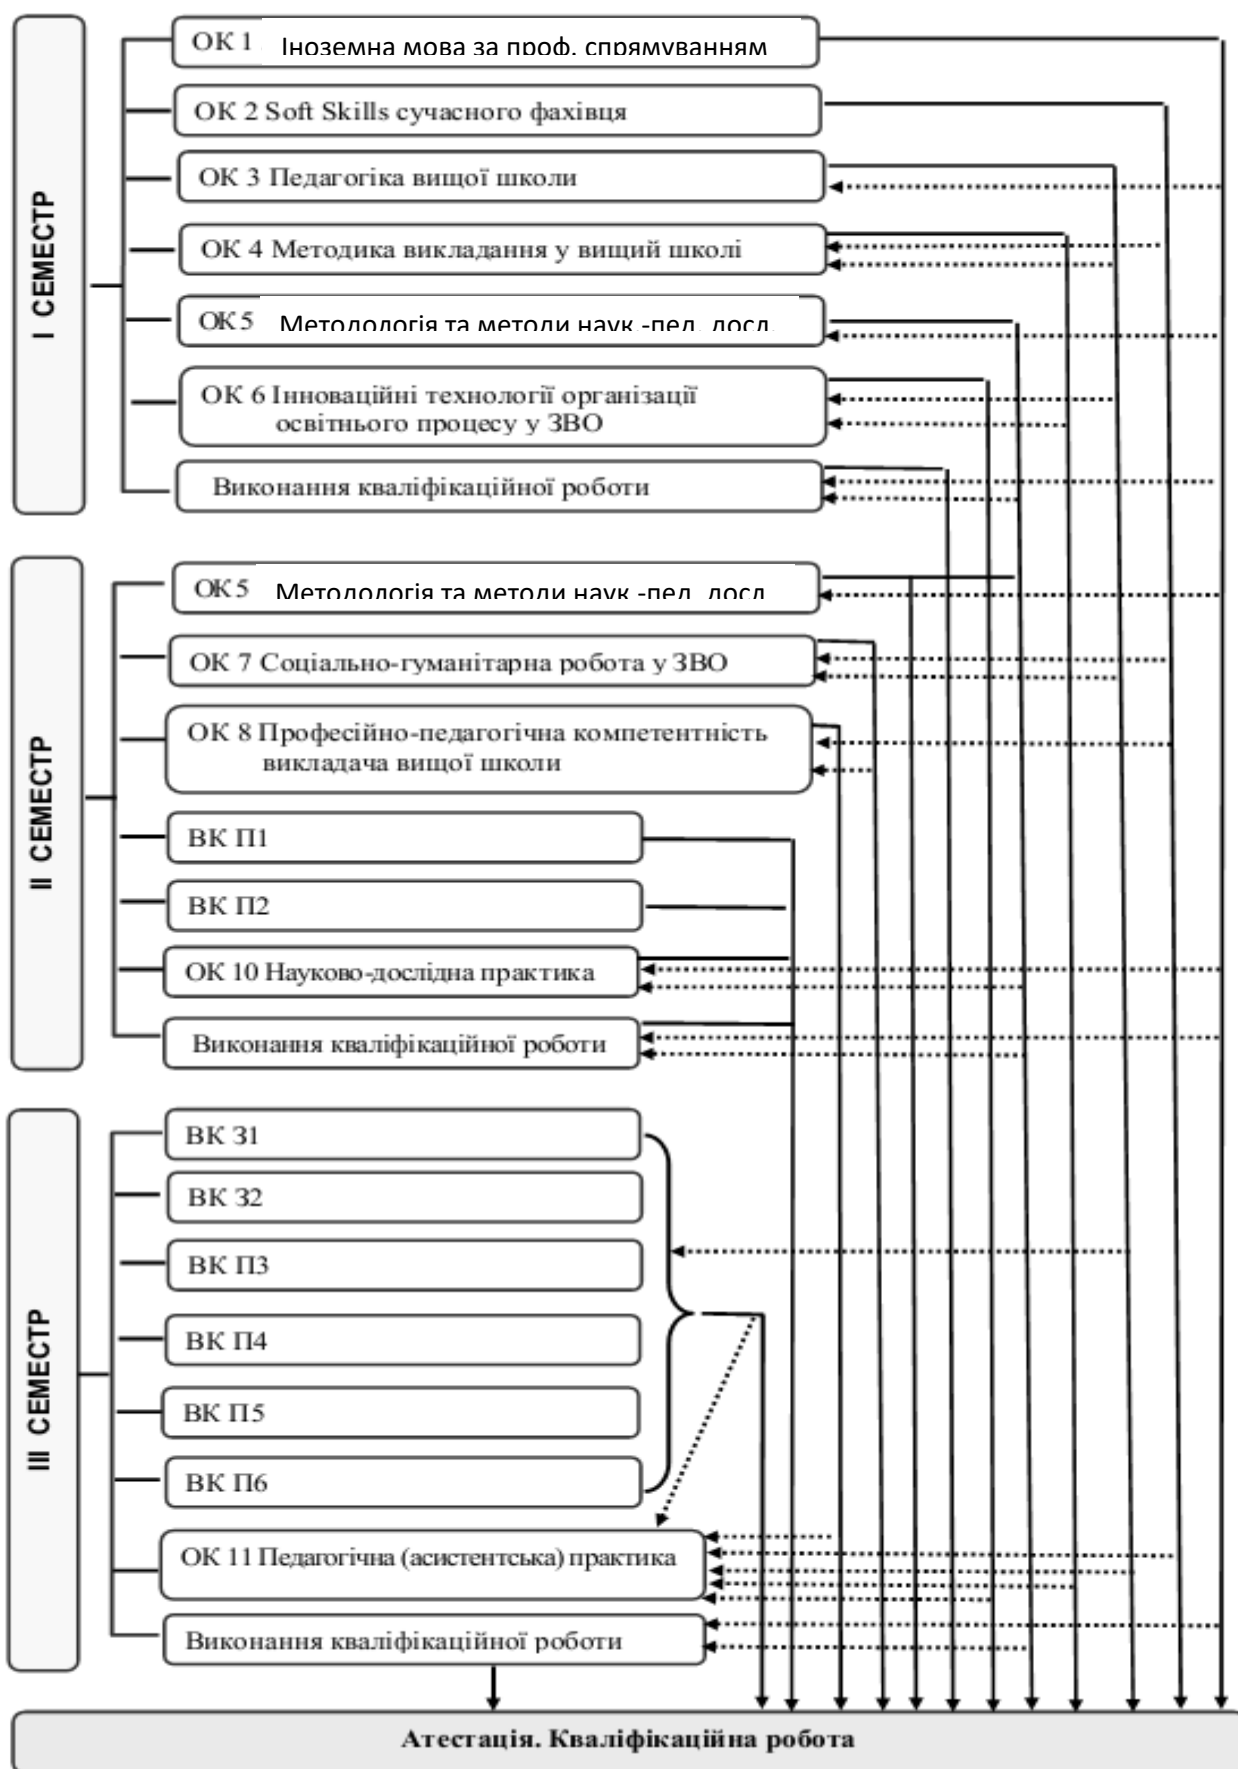 I СЕМЕСТР
ОК 1 Іноземна мова за проф. спрямуванням
ОК 2 Soft Skills сучасного фахівця
ОК 3 Педагогіка вищої школи
ОК 4 Методика викладання у вищий школі
ОК 5 Методологія та методи наук.-пед. досл.
ОК 6 Інноваційні технології організації
освітнього процесу у ЗВО
Виконання кваліфікаційної роботи
II СЕМЕСТР
ОК 5 Методологія та методи наук.-пед. досл
ОК 7 Соціально-гуманітарна робота у ЗВО
ОК 8 Професійно-педагогічна компетентність
викладача вищої школи
ВК П1
ВК П2
ОК 10 Науково-дослідна практика
Виконання кваліфікаційної роботи
III СЕМЕСТР
ВК З1
ВК З2
ВК П3
ВК П4
ВК П5
ВК П6
ОК 11 Педагогічна (асистентська) практика
Виконання кваліфікаційної роботи
Атестація. Кваліфікаційна робота